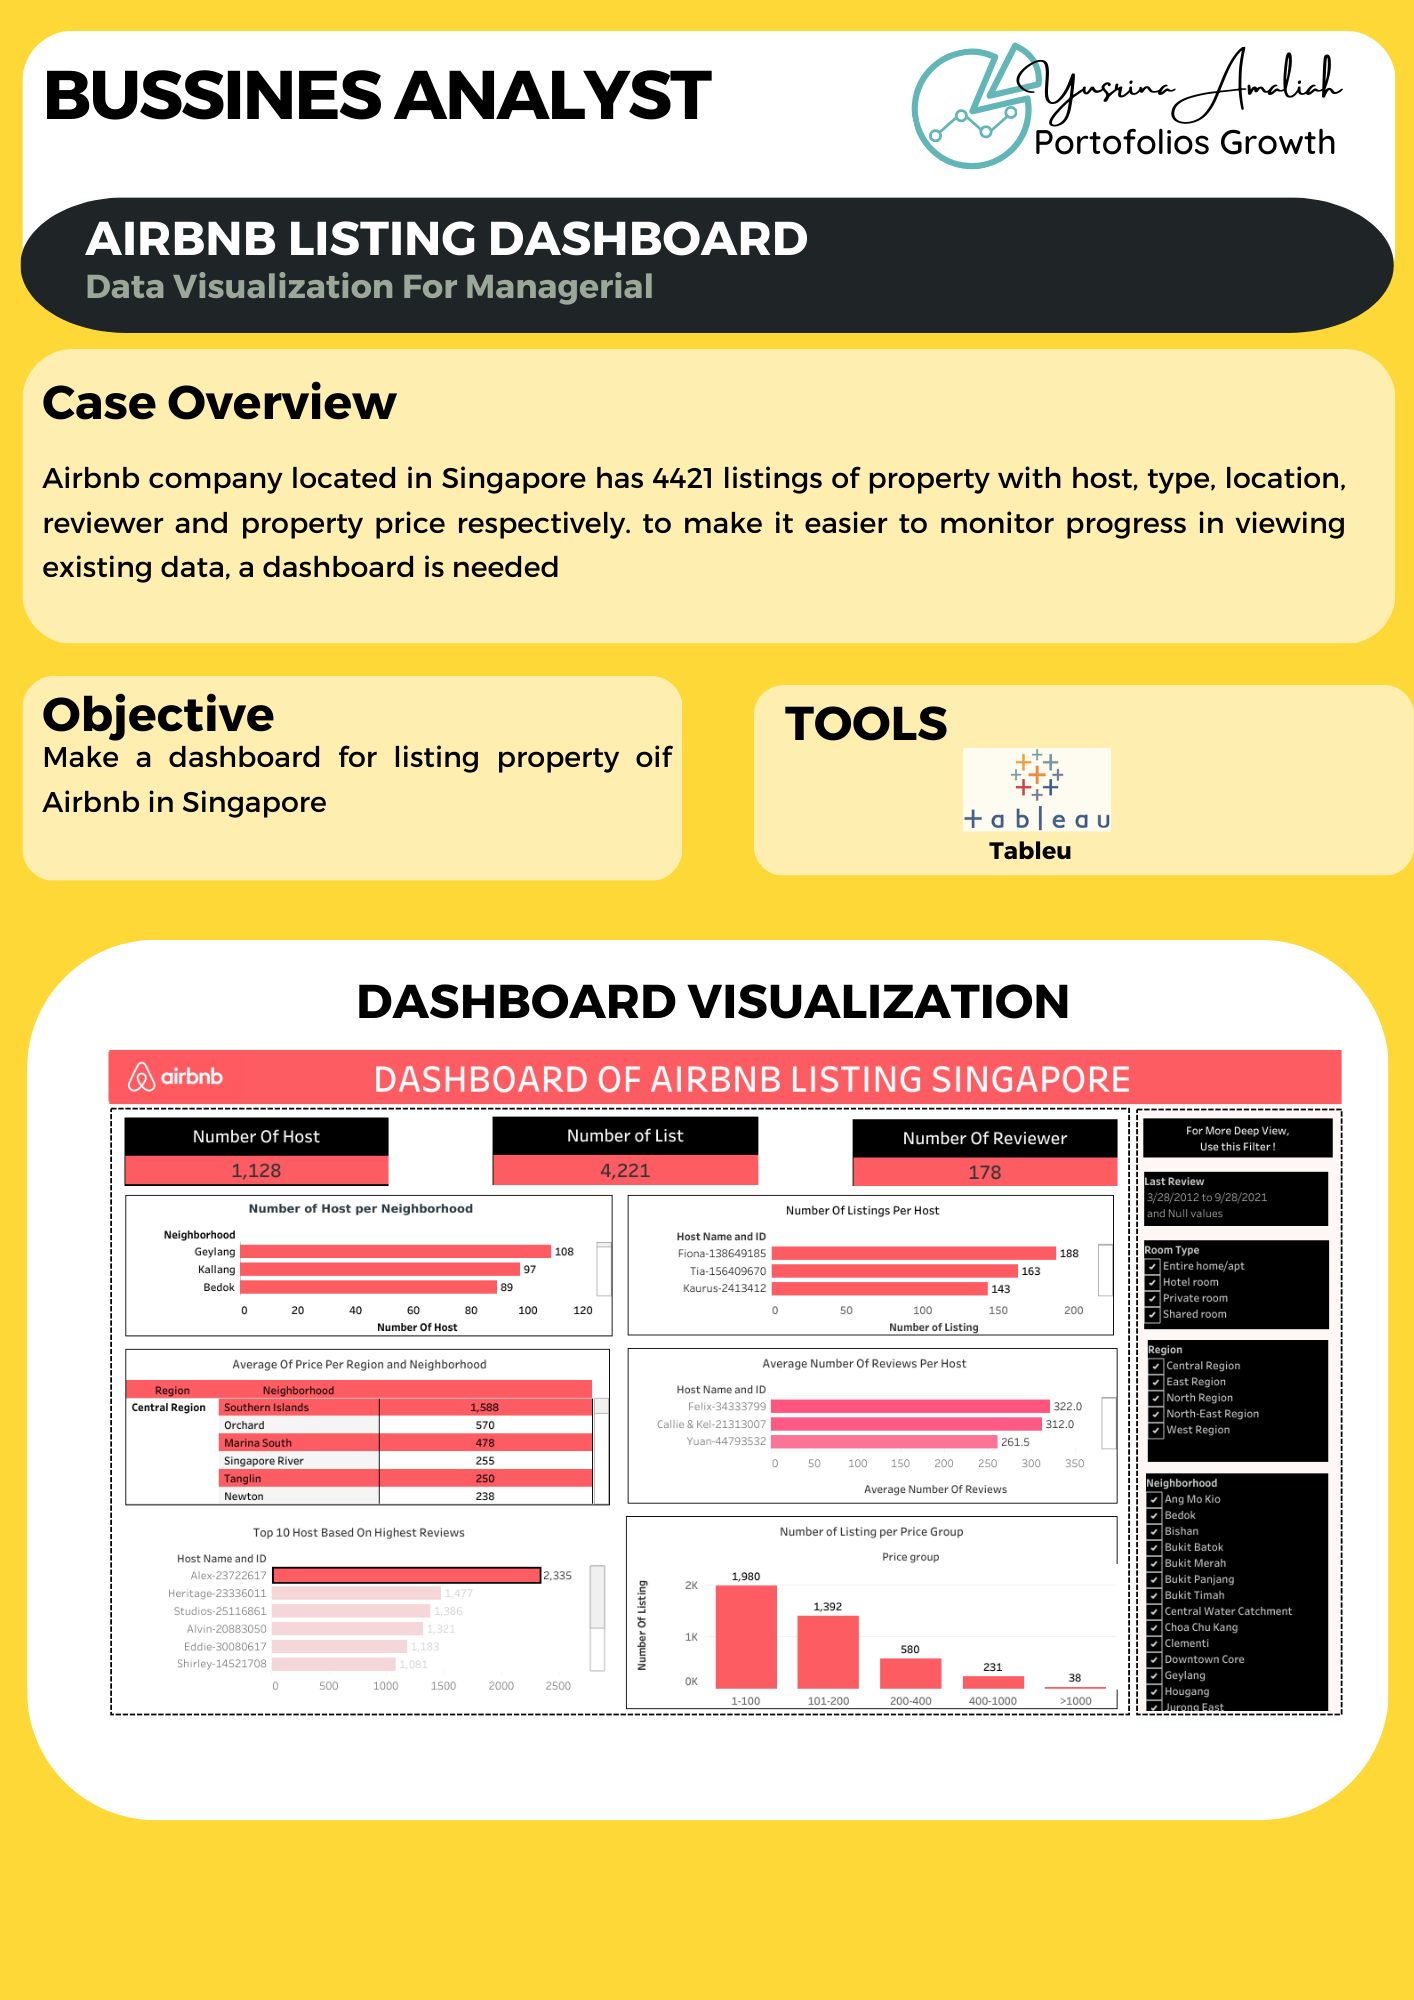 BUSSINES ANALYST
Yusrina Amaliah
Portofolios Growth
AIRBNB LISTING DASHBOARD
Data Visualization For Managerial
Case Overview
Airbnb company located in Singapore has 4421 listings of property with host, type, location,
reviewer and property price respectively. to make it easier to monitor progress in viewing
existing data, a dashboard is needed
Objective
Make a dashboard for listing property oif
Airbnb in Singapore
TOOLS
+ a b l e a u
Tableu
DASHBOARD VISUALIZATION
airbnb
DASHBOARD OF AIRBNB LISTING SINGAPORE
Number Of Host
1,128
Number of List
4,221
Number Of Reviewer
178
Number of Host per Neighborhood
Neighborhood
Geylang 108
Kallang 97
Bedok 89
0 20 40 60 80 100 120
Number Of Host
Number Of Listings Per Host
Host Name and ID
Fiona-138649185 188
Tia-156409670 163
Kaurus-2413412 143
0 50 100 150 200
Number of Listing
Average Of Price Per Region and Neighborhood
Region Neighborhood
Central Region Southern Islands 1,588
Orchard 570
Marina South 478
Singapore River 255
Tanglin 250
Newton 238
Average Number Of Reviews Per Host
Host Name and ID
Felix-34333799 322.0
Callie & Kel-21313007 312.0
Yuan-44793532 261.5
0 50 100 150 200 250 300 350
Average Number Of Reviews
Top 10 Host Based On Highest Reviews
Host Name and ID
Alex-23722617 2,335
Heritage-23336011 1,477
Studios-25116861 1,386
Alvin-20883050 1,321
Eddie-30080617 1,183
Shirley-14521708 1,081
0 500 1000 1500 2000 2500
Number of Listing per Price Group
Price group
Number Of Listing
2K
1K
0K
1,980
1,392
580
231
38
1-100 101-200 200-400 400-1000 >1000
For More Deep View,
Use this Filter !
Last Review
3/28/2012 to 9/28/2021
and Null values
Room Type
Entire home/apt
Hotel room
Private room
Shared room
Region
Central Region
East Region
North Region
North-East Region
West Region
Neighborhood
Ang Mo Kio
Bedok
Bishan
Bukit Batok
Bukit Merah
Bukit Panjang
Bukit Timah
Central Water Catchment
Choa Chu Kang
Clementi
Downtown Core
Geylang
Hougang
Jurong East